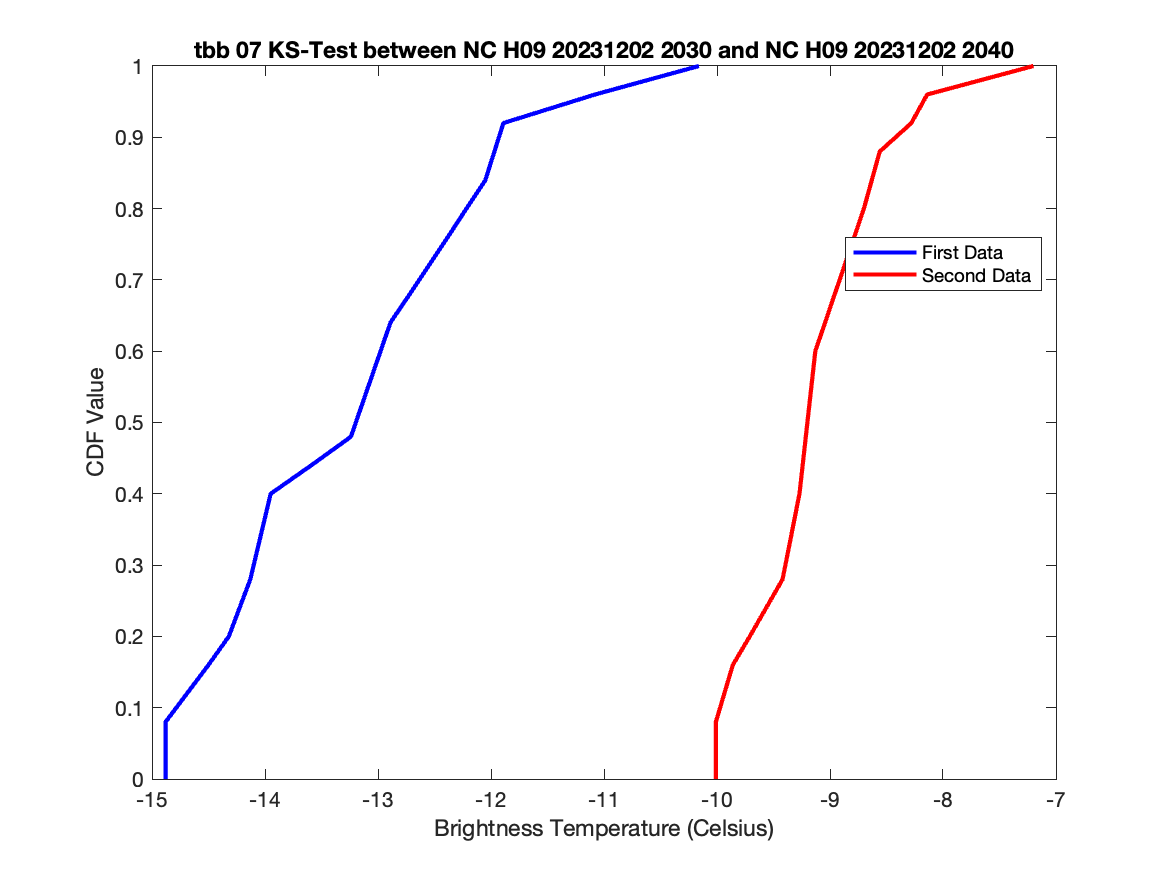 tbb 07 KS-Test between NC H09 20231202 2030 and NC H09 20231202 2040
1
0.9
0.8
0.7
0.6
0.5
0.4
0.3
0.2
0.1
0
CDF Value
First Data
Second Data
-15 -14 -13 -12 -11 -10 -9 -8 -7
Brightness Temperature (Celsius)